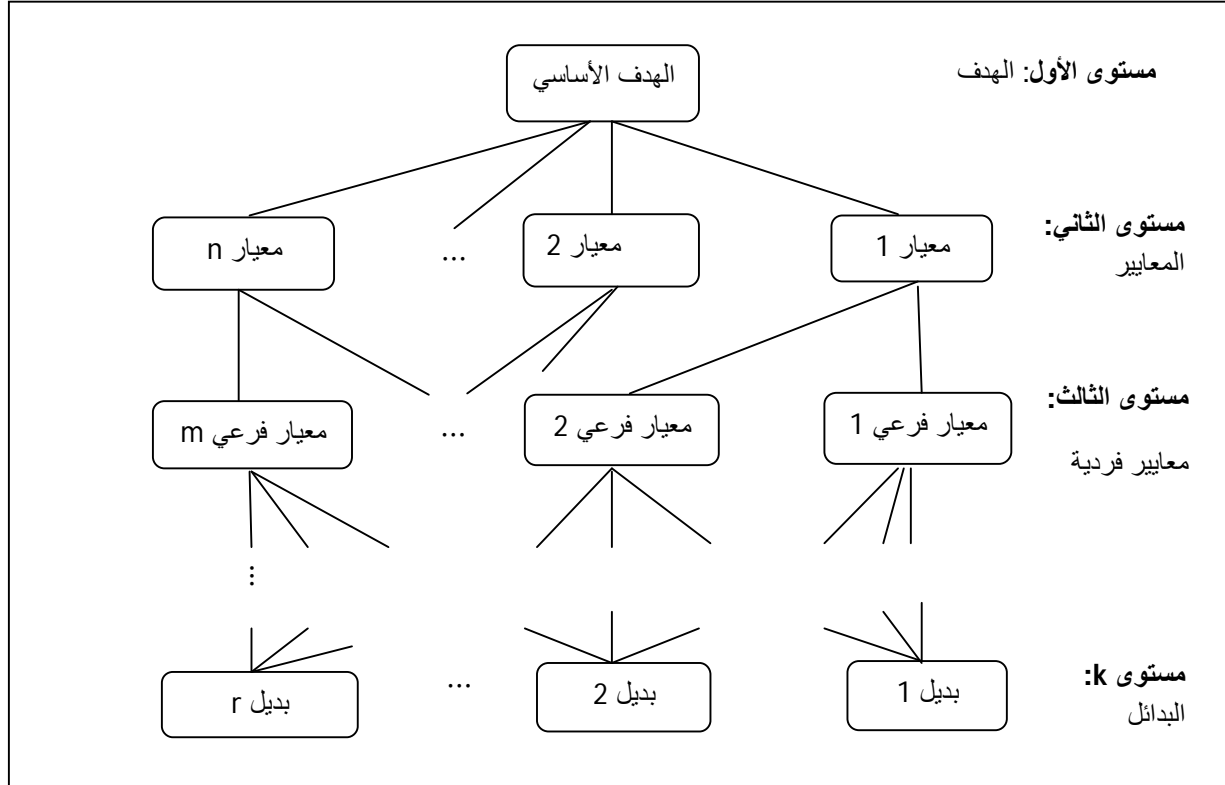 مستوى الأول: الهدف
الهدف الأساسي
مستوى الثاني:
المعايير
معيار 1
معيار 2
...
معيار n
مستوى الثالث:
معايير فردية
معيار فرعي 1
معيار فرعي 2
...
معيار فرعي m
...
مستوى k:
البدائل
بديل 1
بديل 2
...
بديل r